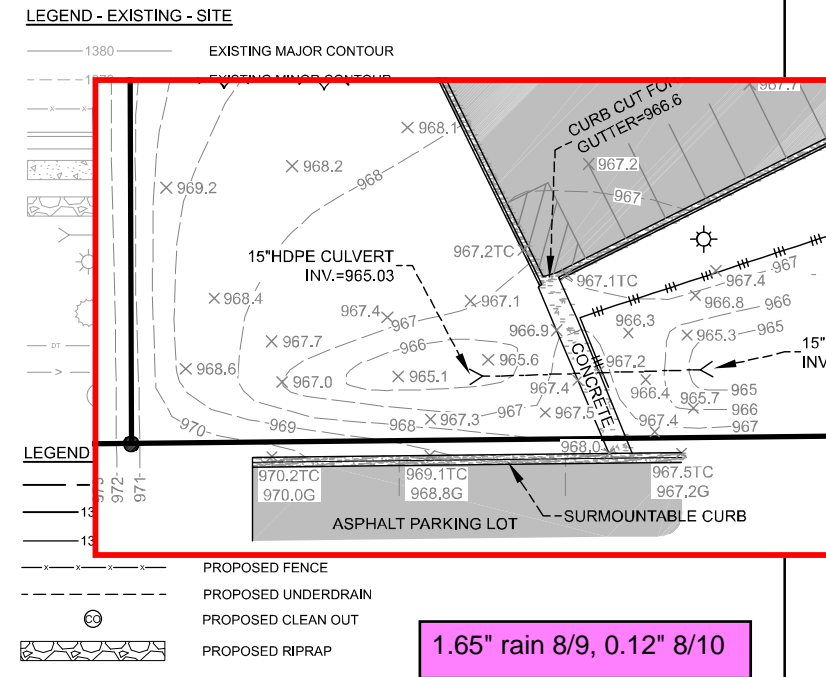 LEGEND - EXISTING - SITE
1380
EXISTING MAJOR CONTOUR
EXISTING MINOR CONTOUR
967.7
CURB CUT FOR
GUTTER=966.6
968.1
968.2
967.2
969.2
968
967
967.2TC
15"HDPE CULVERT
INV.=965.03
967.1TC
967.4
967
968.4
967.4
967.1
966.8
966
967
966.9
966.3
965.3
965
967.7
966
965.6
15"
INV
968.6
967.0
965.1
CONCRETE
967.2
967.4
966.4
965.7
965
967.3
967
967.5
967.4
966
967
970
969
968
968.0
LEGEND
973
972
971
970.2TC
970.0G
969.1TC
968.8G
967.5TC
967.2G
ASPHALT PARKING LOT
SURMOUNTABLE CURB
DT
13
13
PROPOSED FENCE
PROPOSED UNDERDRAIN
CO
PROPOSED CLEAN OUT
PROPOSED RIPRAP
1.65" rain 8/9, 0.12" 8/10